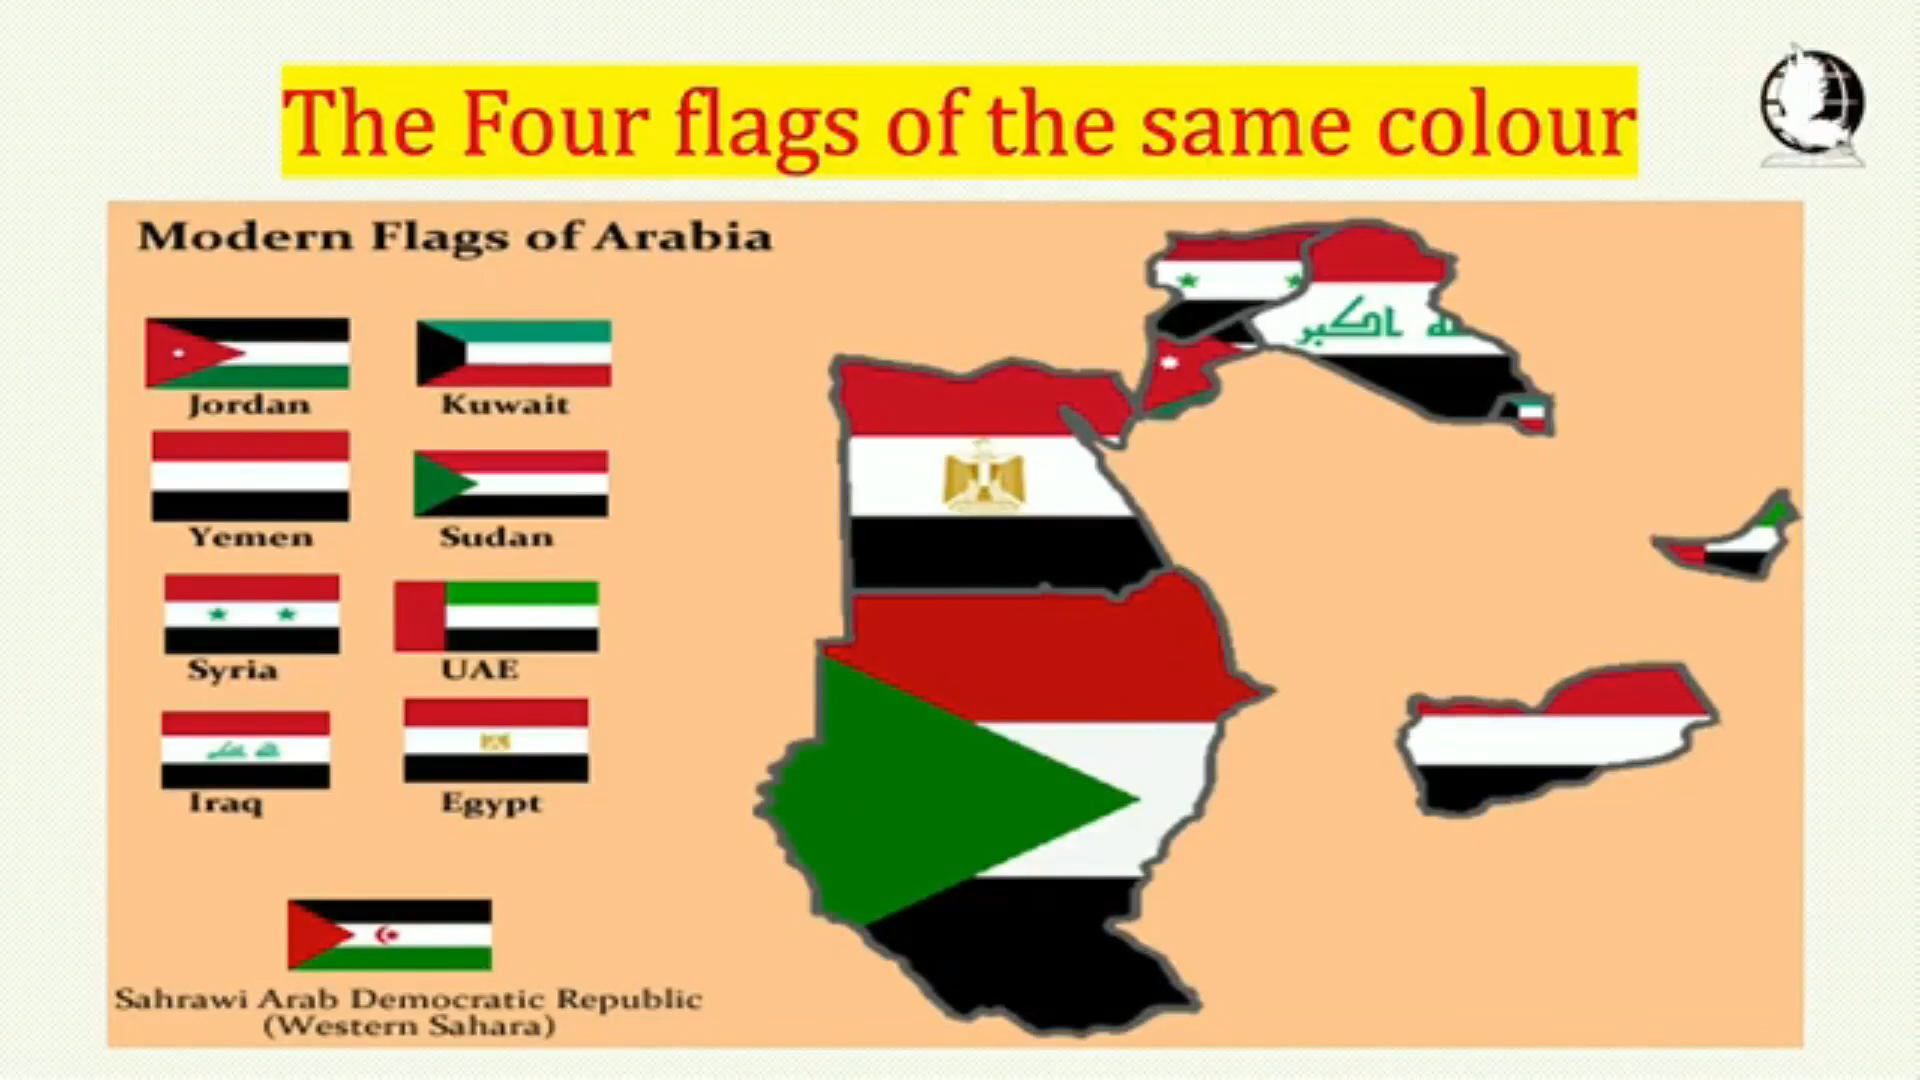 The Four flags of the same colour
Modern Flags of Arabia
Jordan
Kuwait
Yemen
Sudan
Syria
UAE
Iraq
Egypt
Sahrawi Arab Democratic Republic
(Western Sahara)
اكبر